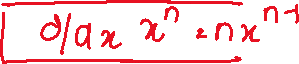 d/dx x^n = nx^{n-1}